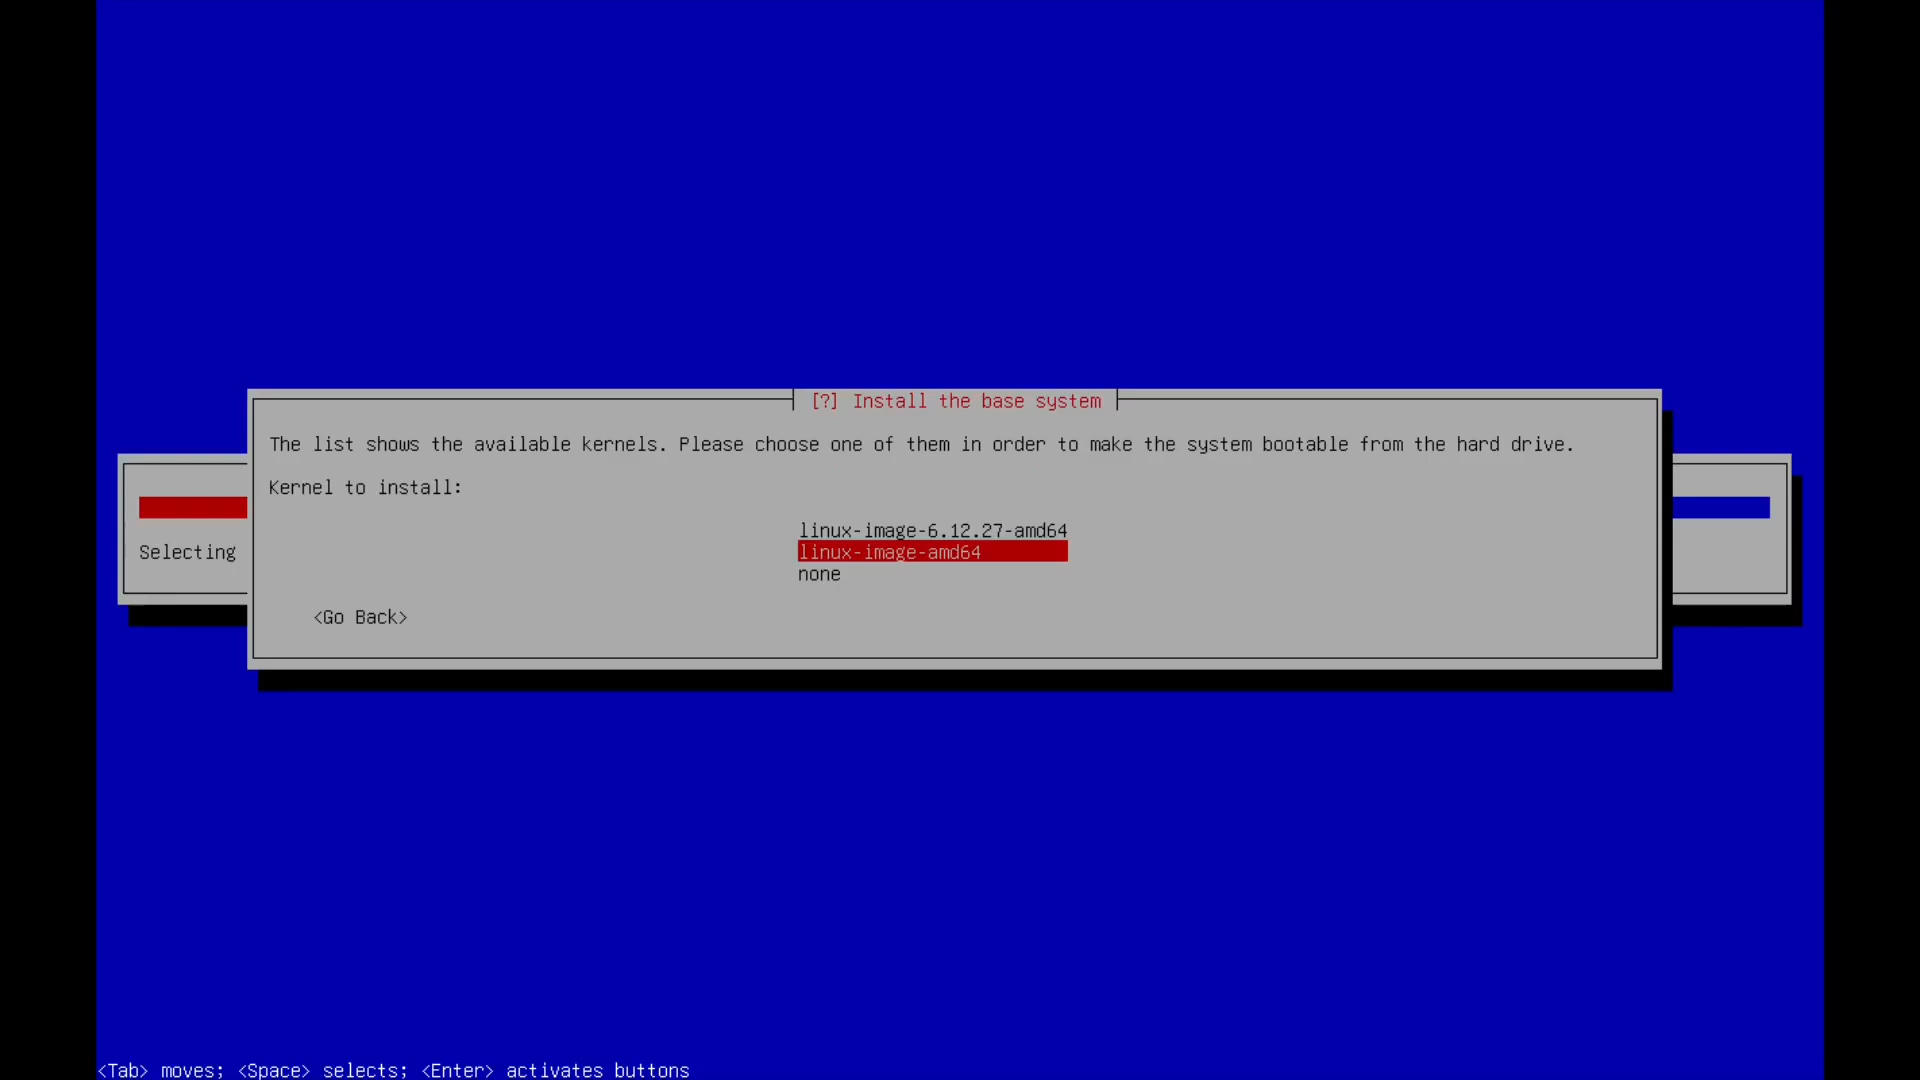 [?] Install the base system
The list shows the available kernels. Please choose one of them in order to make the system bootable from the hard drive.
Kernel to install:
linux-image-6.12.27-amd64
linux-image-amd64
none
Selecting
<Go Back>
<Tab> moves; <Space> selects; <Enter> activates buttons